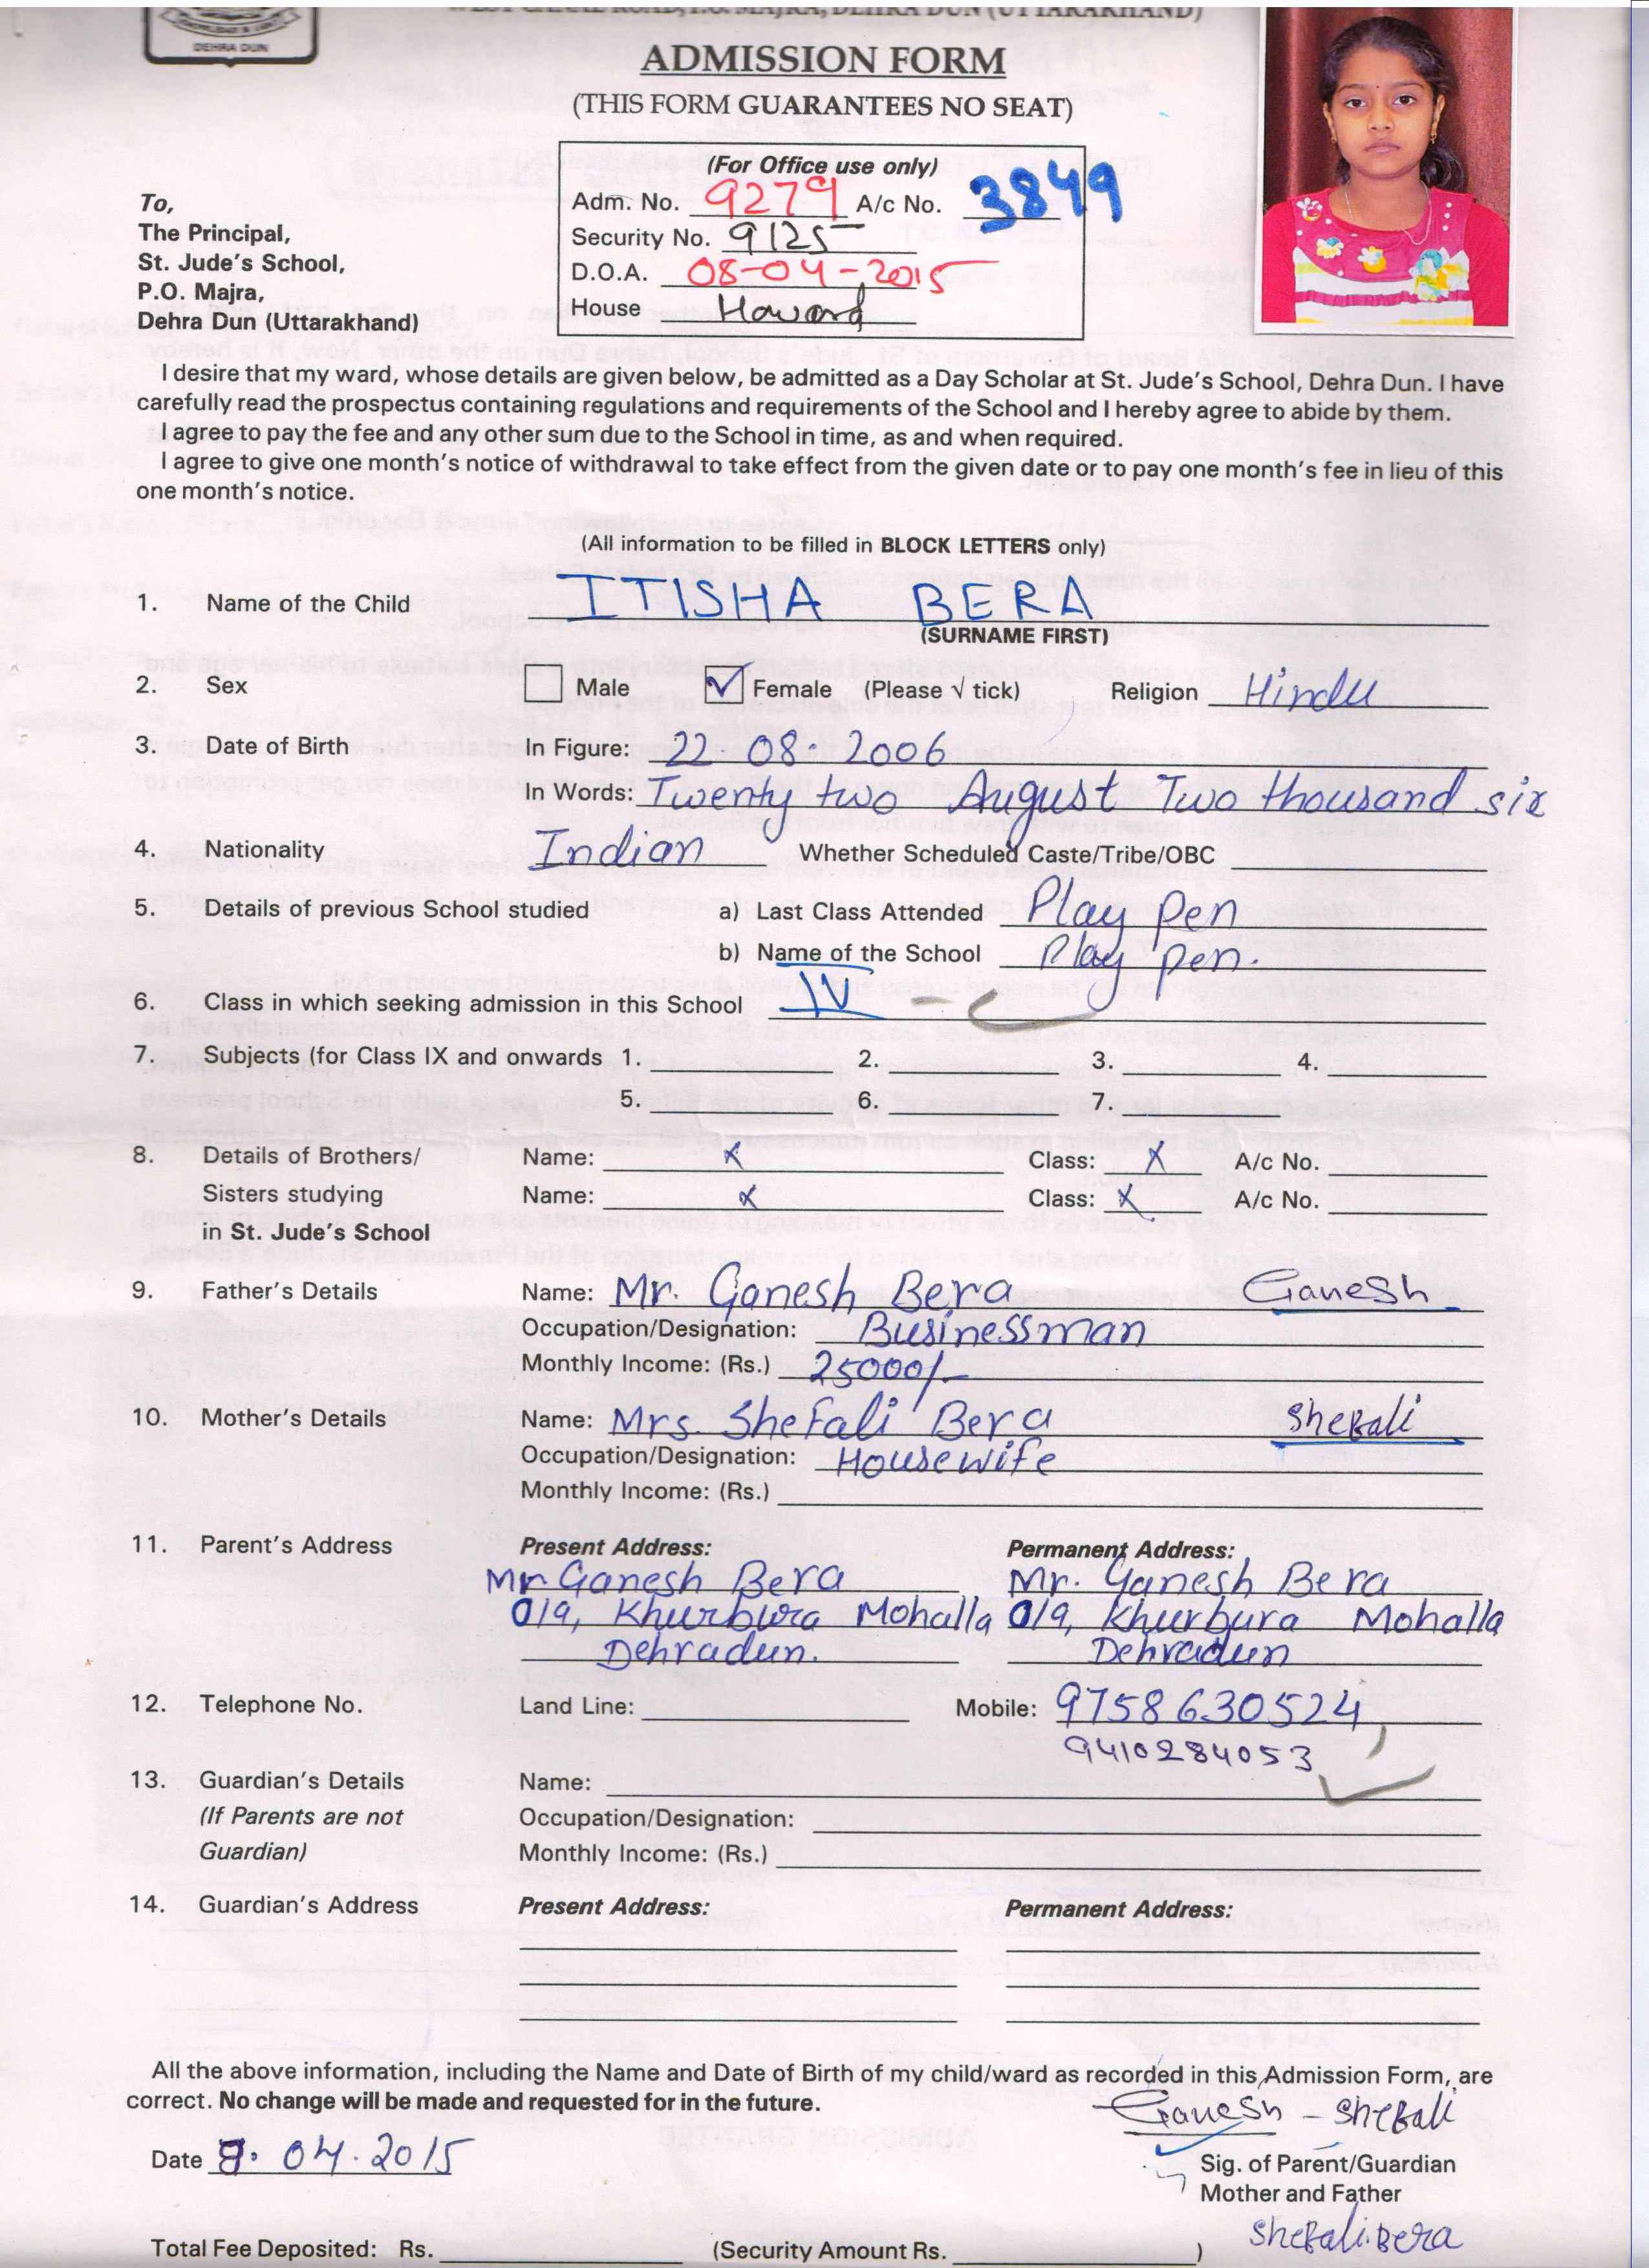 WEST CANAL ROAD, P.O. MAJRA, DEHRA DUN (UTTARAKHAND)
DEHRA DUN
ADMISSION FORM
(THIS FORM GUARANTEES NO SEAT)
(For Office use only)
Adm. No. 9279 A/c No. 3849
Security No. 9125
D.O.A. 08-04-2015
House Howard
To,
The Principal,
St. Jude's School,
P.O. Majra,
Dehra Dun (Uttarakhand)
I desire that my ward, whose details are given below, be admitted as a Day Scholar at St. Jude's School, Dehra Dun. I have
carefully read the prospectus containing regulations and requirements of the School and I hereby agree to abide by them.
I agree to pay the fee and any other sum due to the School in time, as and when required.
I agree to give one month's notice of withdrawal to take effect from the given date or to pay one month's fee in lieu of this
one month's notice.
(All information to be filled in BLOCK LETTERS only)
1. Name of the Child ITISHA BERA
(SURNAME FIRST)
2. Sex Male Female (Please √ tick) Religion Hindu
3. Date of Birth In Figure: 22 08. 2006
In Words: Twenty two August Two thousand six
4. Nationality Indian Whether Scheduled Caste/Tribe/OBC
5. Details of previous School studied a) Last Class Attended Play pen
b) Name of the School Play pen.
6. Class in which seeking admission in this School IV - C
7. Subjects (for Class IX and onwards 1. 2. 3. 4.
5. 6. 7.
8. Details of Brothers/ Name: x Class: X A/c No.
Sisters studying Name: x Class: X A/c No.
in St. Jude's School
9. Father's Details Name: Mr. Ganesh Bera Ganesh
Occupation/Designation: Businessman
Monthly Income: (Rs.) 25000/-
10. Mother's Details Name: Mrs. Shefali Bera Shefali
Occupation/Designation: Housewife
Monthly Income: (Rs.)
11. Parent's Address Present Address: Permanent Address:
Mr. Ganesh Bera Mr. Ganesh Bera
0/9, Khurbura Mohalla 0/9, Khurbura Mohalla
Dehradun. Dehradun
12. Telephone No. Land Line: Mobile: 9758630524,
9410284053
13. Guardian's Details Name:
(If Parents are not Occupation/Designation:
Guardian) Monthly Income: (Rs.)
14. Guardian's Address Present Address: Permanent Address:
All the above information, including the Name and Date of Birth of my child/ward as recorded in this Admission Form, are
correct. No change will be made and requested for in the future.
Ganesh - Shefali
Date 8. 04.2015
Sig. of Parent/Guardian
Mother and Father
Shefali.Bera
Total Fee Deposited: Rs. (Security Amount Rs. )